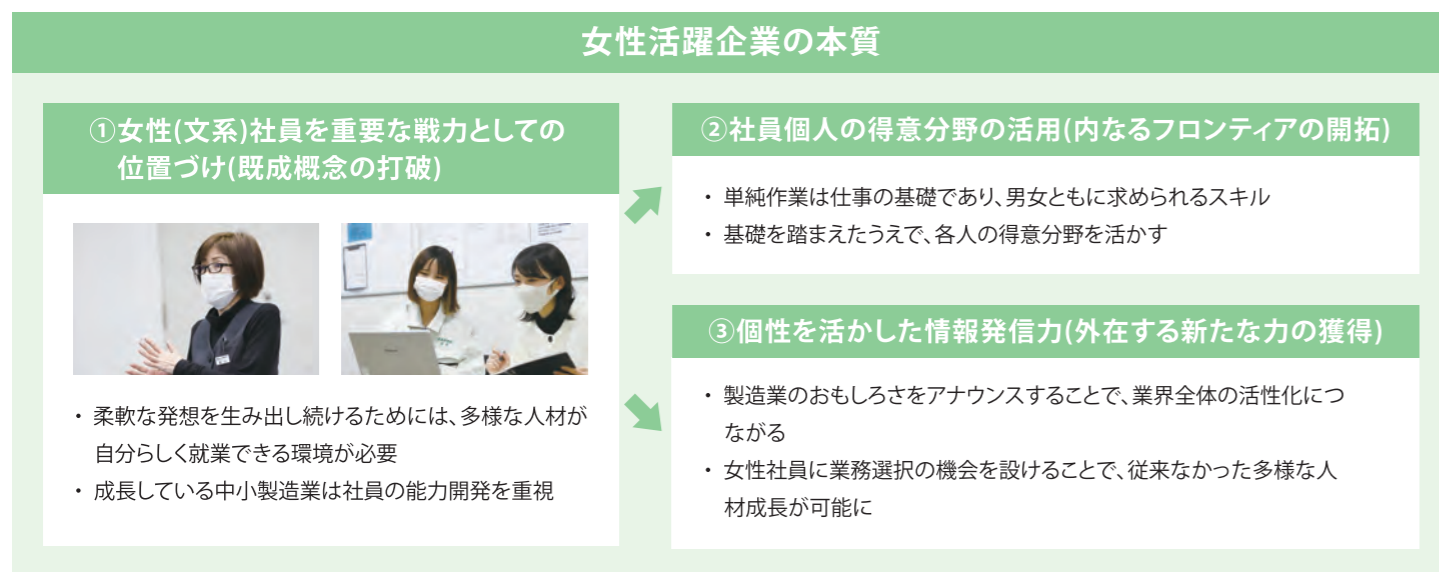 女性活躍企業の本質
①女性(文系)社員を重要な戦力としての
位置づけ(既成概念の打破)
・ 柔軟な発想を生み出し続けるためには、多様な人材が
自分らしく就業できる環境が必要
・ 成長している中小製造業は社員の能力開発を重視
②社員個人の得意分野の活用(内なるフロンティアの開拓)
・ 単純作業は仕事の基礎であり、男女ともに求められるスキル
・ 基礎を踏まえたうえで、各人の得意分野を活かす
③個性を活かした情報発信力(外在する新たな力の獲得)
・ 製造業のおもしろさをアナウンスすることで、業界全体の活性化につ
ながる
・ 女性社員に業務選択の機会を設けることで、従来なかった多様な人
材成長が可能に